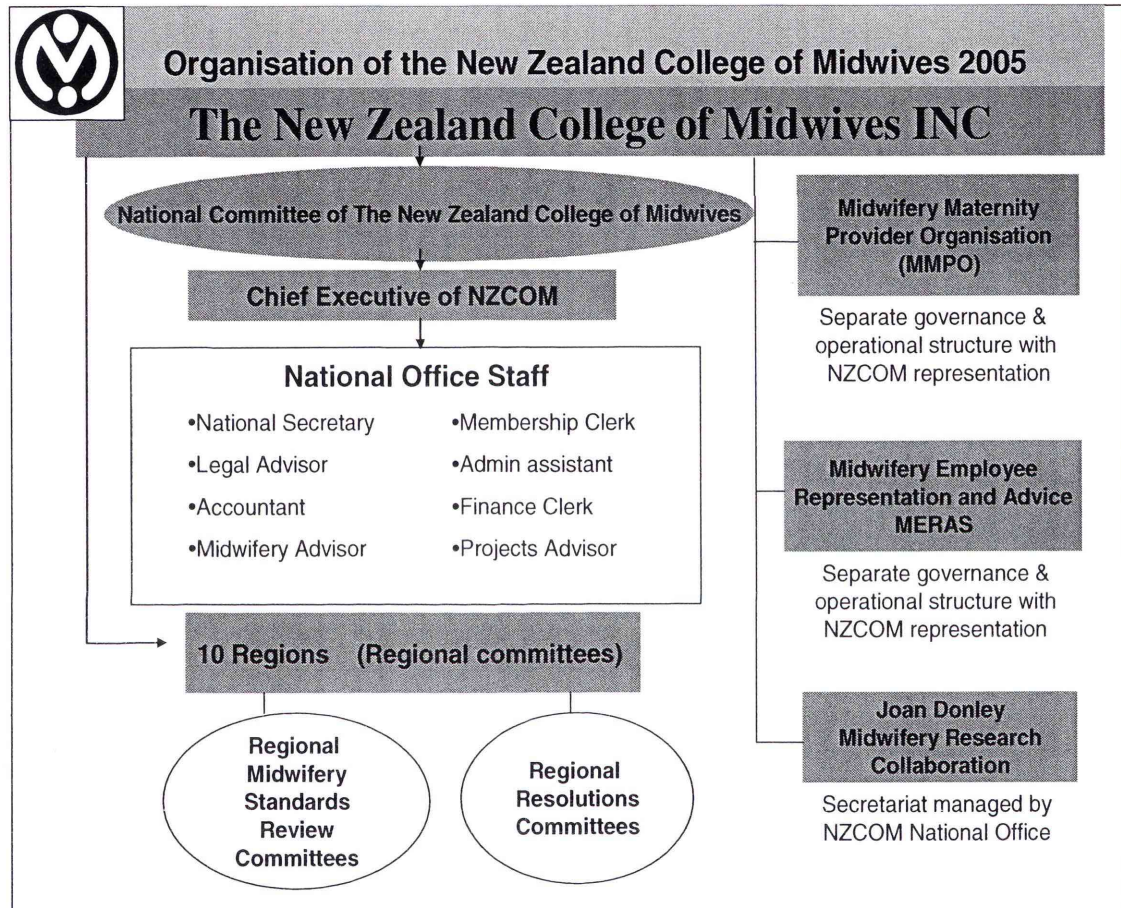 Organisation of the New Zealand College of Midwives 2005
The New Zealand College of Midwives INC
National Committee of The New Zealand College of Midwives
Chief Executive of NZCOM
National Office Staff
•National Secretary
•Legal Advisor
•Accountant
•Midwifery Advisor
•Membership Clerk
•Admin assistant
•Finance Clerk
•Projects Advisor
10 Regions (Regional committees)
Regional
Midwifery
Standards
Review
Committees
Regional
Resolutions
Committees
Midwifery Maternity
Provider Organisation
(MMPO)
Separate governance &
operational structure with
NZCOM representation
Midwifery Employee
Representation and Advice
MERAS
Separate governance &
operational structure with
NZCOM representation
Joan Donley
Midwifery Research
Collaboration
Secretariat managed by
NZCOM National Office